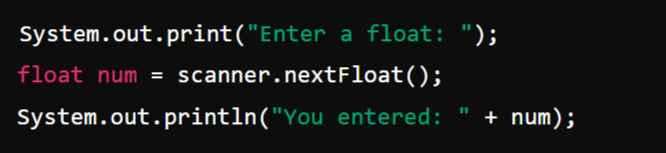 System.out.print("Enter a float: ");
float num = scanner.nextFloat();
System.out.println("You entered: " + num);